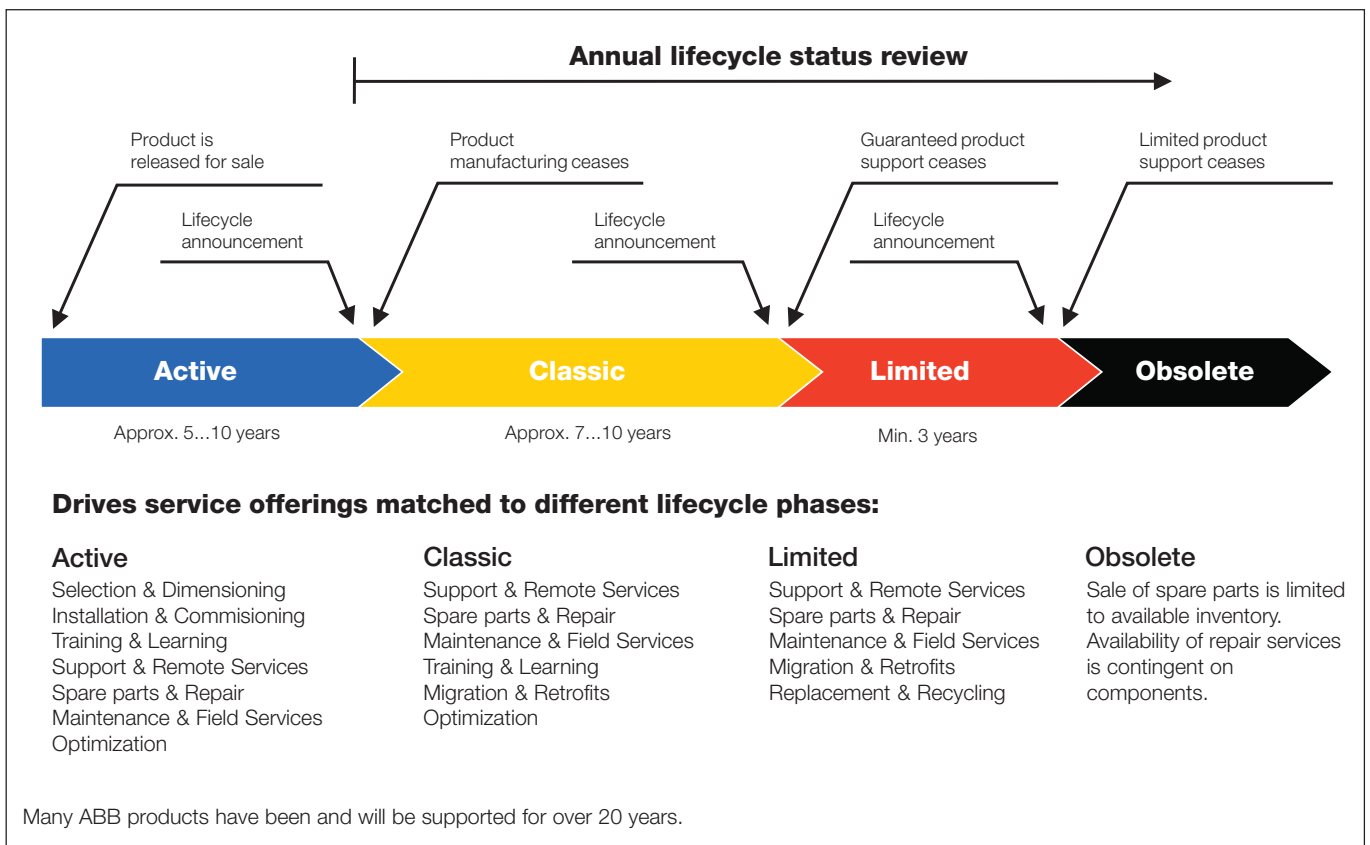 Annual lifecycle status review
Product is
released for sale
Product
manufacturing ceases
Guaranteed product
support ceases
Limited product
support ceases
Lifecycle
announcement
Lifecycle
announcement
Lifecycle
announcement
Active
Classic
Limited
Obsolete
Approx. 5...10 years
Approx. 7...10 years
Min. 3 years
Drives service offerings matched to different lifecycle phases:
Active
Selection & Dimensioning
Installation & Commisioning
Training & Learning
Support & Remote Services
Spare parts & Repair
Maintenance & Field Services
Optimization
Classic
Support & Remote Services
Spare parts & Repair
Maintenance & Field Services
Training & Learning
Migration & Retrofits
Optimization
Limited
Support & Remote Services
Spare parts & Repair
Maintenance & Field Services
Migration & Retrofits
Replacement & Recycling
Obsolete
Sale of spare parts is limited
to available inventory.
Availability of repair services
is contingent on
components.
Many ABB products have been and will be supported for over 20 years.